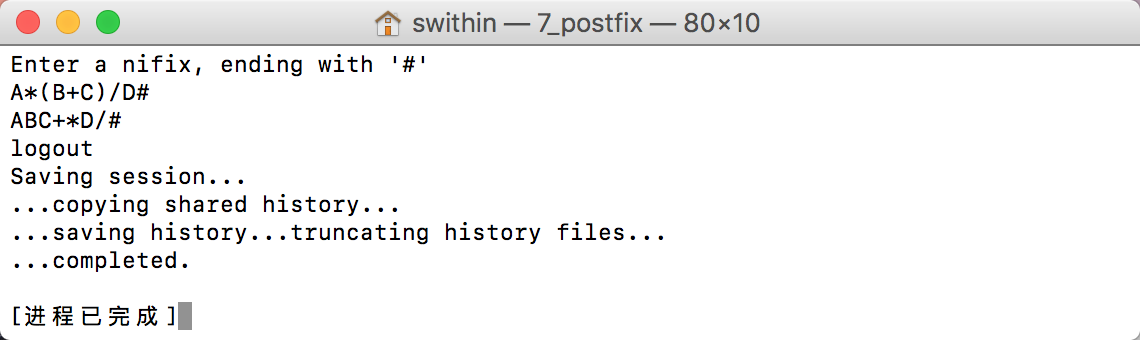 swithin — 7_postfix — 80×10
Enter a nifix, ending with '#'
A*(B+C)/D#
ABC+*D/#
logout
Saving session...
...copying shared history...
...saving history...truncating history files...
...completed.
[进程已完成]